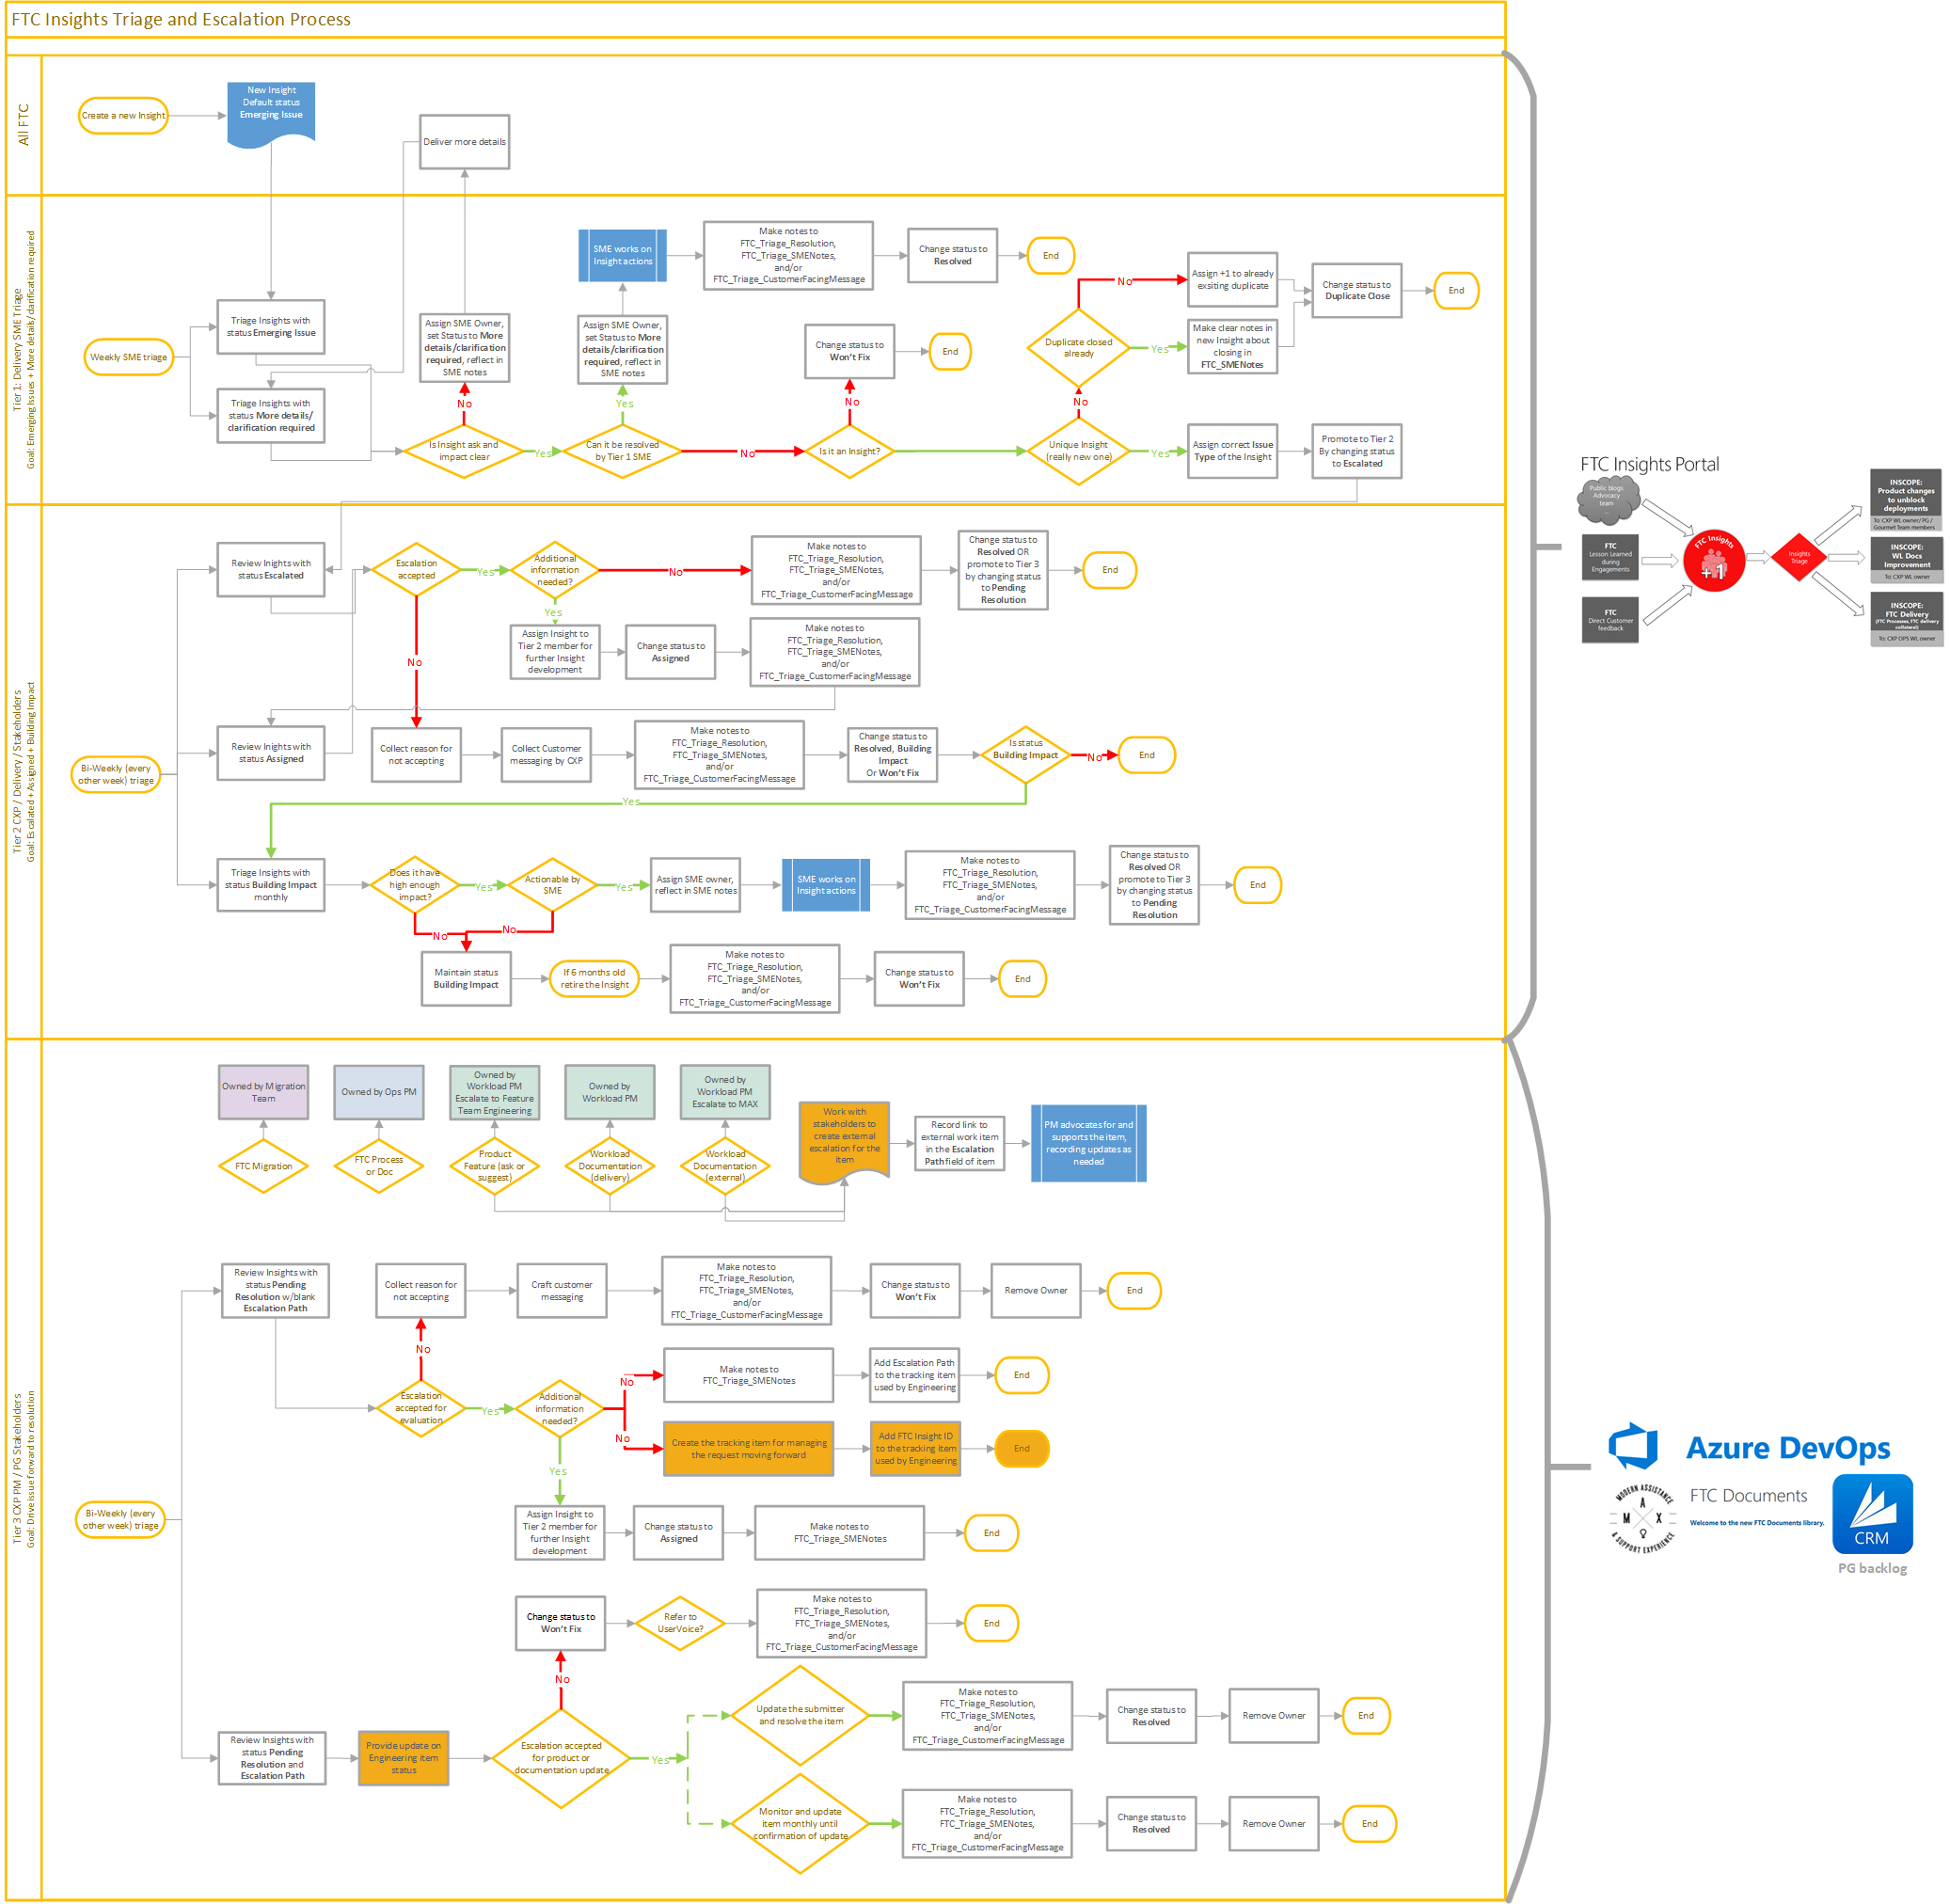 FTC Insights Triage and Escalation Process
All FTC
Create a new Insight
New Insight
Default status
Emerging Issue
Deliver more details
Tier 1: Delivery SME Triage
Goal: Emerging Issues + More details/clarification required
Weekly SME triage
Triage Insights with
status Emerging Issue
Triage Insights with
status More details/
clarification required
Assign SME Owner,
set Status to More
details/clarification
required, reflect in
SME notes
No
Is Insight ask and
impact clear
Yes
SME works on
Insight actions
Assign SME Owner,
set Status to More
details/clarification
required, reflect in
SME notes
Yes
Can it be resolved
by Tier 1 SME
No
Make notes to
FTC_Triage_Resolution,
FTC_Triage_SMENotes,
and/or
FTC_Triage_CustomerFacingMessage
Change status to
Resolved
End
Change status to
Won't Fix
End
No
Is it an Insight?
Duplicate closed
already
No
Yes
No
Unique Insight
(really new one)
Yes
Assign +1 to already
exsiting duplicate
Make clear notes in
new Insight about
closing in
FTC_SMENotes
Change status to
Duplicate Close
End
Assign correct Issue
Type of the Insight
Promote to Tier 2
By changing status
to Escalated
Tier 2 CXP / Delivery / Stakeholders
Goal: Escalated + Assigned + Building Impact
Bi-Weekly (every
other week) triage
Review Inights with
status Escalated
Escalation
accepted
Yes
Additional
information
needed?
No
Make notes to
FTC_Triage_Resolution,
FTC_Triage_SMENotes,
and/or
FTC_Triage_CustomerFacingMessage
Change status to
Resolved OR
promote to Tier 3
by changing status
to Pending
Resolution
End
Yes
Assign Insight to
Tier 2 member for
further Insight
development
Change status to
Assigned
Make notes to
FTC_Triage_Resolution,
FTC_Triage_SMENotes,
and/or
FTC_Triage_CustomerFacingMessage
No
Review Inights with
status Assigned
Collect reason for
not accepting
Collect Customer
messaging by CXP
Make notes to
FTC_Triage_Resolution,
FTC_Triage_SMENotes,
and/or
FTC_Triage_CustomerFacingMessage
Change status to
Resolved, Building
Impact
Or Won't Fix
Is status
Building Impact
No
End
Yes
Triage Insights with
status Building Impact
monthly
Does it have
high enough
impact?
Yes
Actionable by
SME
Yes
Assign SME owner,
reflect in SME notes
SME works on
Insight actions
Make notes to
FTC_Triage_Resolution,
FTC_Triage_SMENotes,
and/or
FTC_Triage_CustomerFacingMessage
Change status to
Resolved OR
promote to Tier 3
by changing status
to Pending
Resolution
End
No
No
Maintain status
Building Impact
If 6 months old
retire the Insight
Make notes to
FTC_Triage_Resolution,
FTC_Triage_SMENotes,
and/or
FTC_Triage_CustomerFacingMessage
Change status to
Won't Fix
End
Tier 3 CXP PM / PG Stakeholders
Goal: Drive issue forward to resolution
Owned by Migration
Team
Owned by Ops PM
Owned by
Workload PM
Escalate to Feature
Team Engineering
Owned by
Workload PM
Owned by
Workload PM
Escalate to MAX
FTC Migration
FTC Process
or Doc
Product
Feature (ask or
suggest)
Workload
Documentation
(delivery)
Workload
Documentation
(external)
Work with
stakeholders to
create external
escalation for the
item
Record link to
external work item
in the Escalation
Path field of item
PM advocates for and
supports the item,
recording updates as
needed
Bi-Weekly (every
other week) triage
Review Insights with
status Pending
Resolution w/blank
Escalation Path
Collect reason for
not accepting
Craft customer
messaging
Make notes to
FTC_Triage_Resolution,
FTC_Triage_SMENotes,
and/or
FTC_Triage_CustomerFacingMessage
Change status to
Won't Fix
Remove Owner
End
No
Escalation
accepted for
evaluation
Yes
Additional
information
needed?
No
Make notes to
FTC_Triage_SMENotes
Add Escalation Path
to the tracking item
used by Engineering
End
No
Create the tracking item for managing
the request moving forward
Add FTC Insight ID
to the tracking item
used by Engineering
End
Yes
Assign Insight to
Tier 2 member for
further Insight
development
Change status to
Assigned
Make notes to
FTC_Triage_SMENotes
End
Change status to
Won't Fix
Refer to
UserVoice?
Make notes to
FTC_Triage_Resolution,
FTC_Triage_SMENotes,
and/or
FTC_Triage_CustomerFacingMessage
End
No
Review Insights with
status Pending
Resolution and
Escalation Path
Provide update on
Engineering item
status
Escalation accepted
for product or
documentation update
Yes
Update the submitter
and resolve the item
Make notes to
FTC_Triage_Resolution,
FTC_Triage_SMENotes,
and/or
FTC_Triage_CustomerFacingMessage
Change status to
Resolved
Remove Owner
End
Monitor and update
item monthly until
confirmation of update
Make notes to
FTC_Triage_Resolution,
FTC_Triage_SMENotes,
and/or
FTC_Triage_CustomerFacingMessage
Change status to
Resolved
Remove Owner
End
FTC Insights Portal
Public blogs
Advocacy
team
...
FTC
Lesson Learned
during
Engagements
FTC
Direct Customer
feedback
FTC Insights
+1
Insights
Triage
INSCOPE:
Product changes
to unblock
deployments
To: CXP WL owner/ PG /
Gourmet Team members
INSCOPE:
WL Docs
Improvement
To: CXP WL owner
INSCOPE:
FTC Delivery
(FTC Processes, FTC delivery
collateral)
To: CXP OPS WL owner
Azure DevOps
MODERN ASSISTANCE
A
M X
& SUPPORT EXPERIENCE
FTC Documents
Welcome to the new FTC Documents library.
CRM
PG backlog